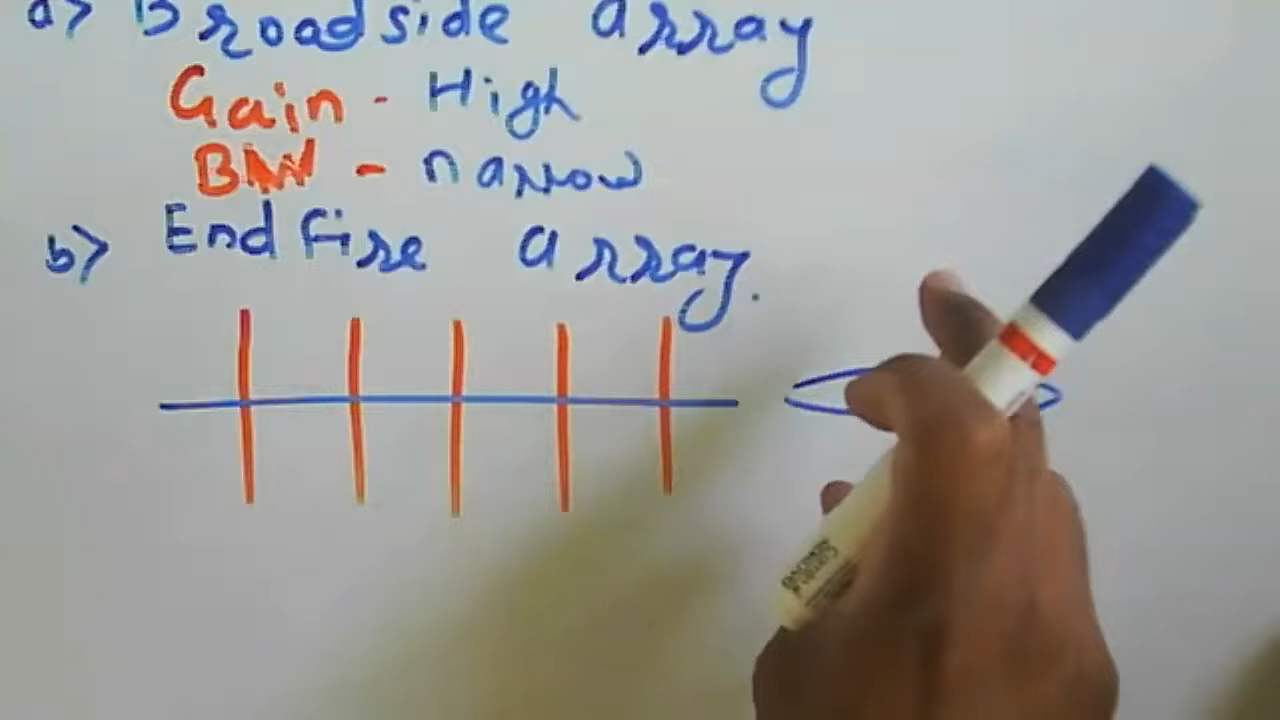 a> Broadside array
Gain - High
BW - narrow
b> End fire array.